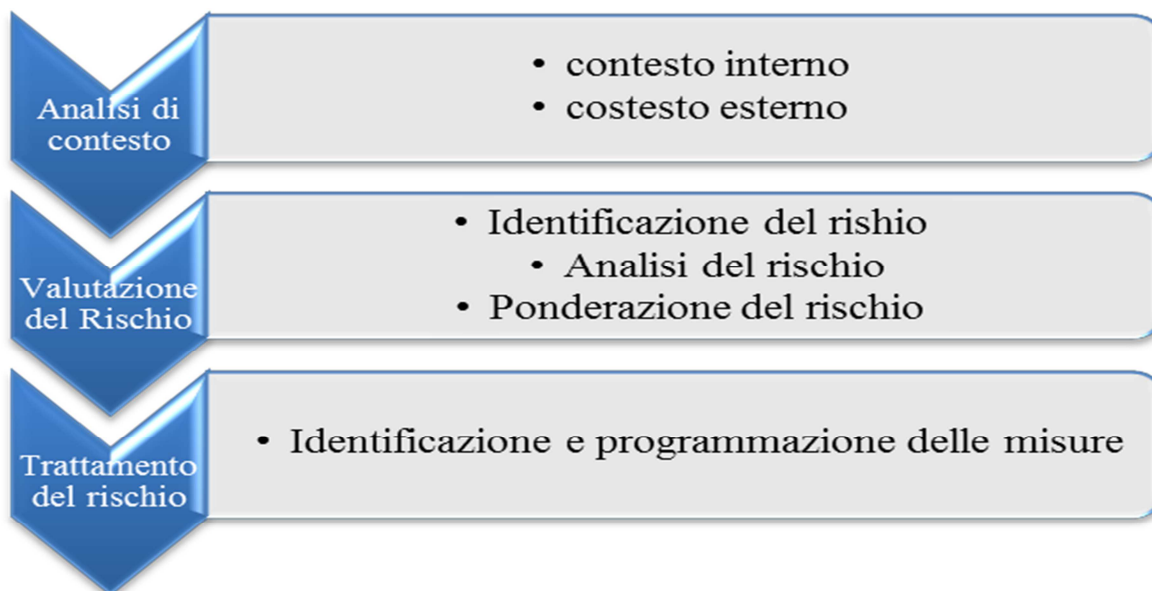 Analisi di
contesto
• contesto interno
• costesto esterno
Valutazione
del Rischio
• Identificazione del rishio
• Analisi del rischio
• Ponderazione del rischio
Trattamento
del rischio
• Identificazione e programmazione delle misure